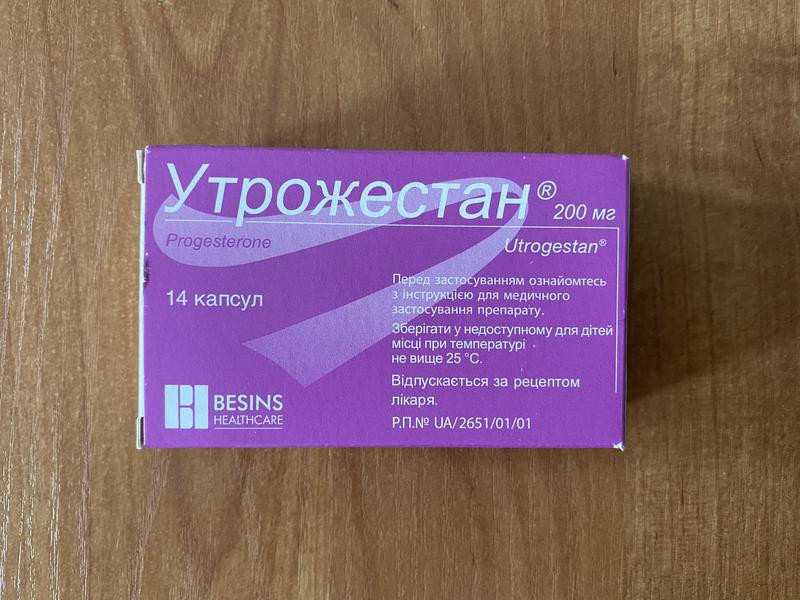 Утрожестан® 200 мг
Progesterone
Utrogestan®
14 капсул
Перед застосуванням ознайомтесь
з інструкцією для медичного
застосування препарату.
Зберігати у недоступному для дітей
місці при температурі
не вище 25 °C.
Відпускається за рецептом
лікаря.
Р.П.№ UA/2651/01/01
BESINS
HEALTHCARE